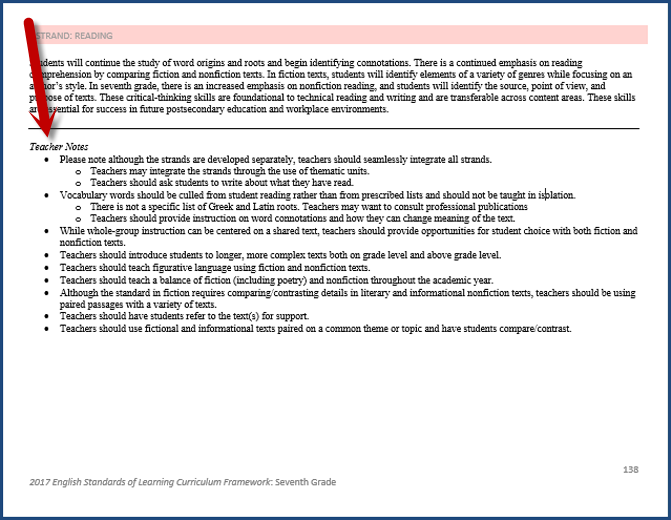 STRAND: READING
Students will continue the study of word origins and roots and begin identifying connotations. There is a continued emphasis on reading
comprehension by comparing fiction and nonfiction texts. In fiction texts, students will identify elements of a variety of genres while focusing on an
author's style. In seventh grade, there is an increased emphasis on nonfiction reading, and students will identify the source, point of view, and
purpose of texts. These critical-thinking skills are foundational to technical reading and writing and are transferable across content areas. These skills
are essential for success in future postsecondary education and workplace environments.
Teacher Notes
• Please note although the strands are developed separately, teachers should seamlessly integrate all strands.
o Teachers may integrate the strands through the use of thematic units.
o Teachers should ask students to write about what they have read.
• Vocabulary words should be culled from student reading rather than from prescribed lists and should not be taught in isolation.
o There is not a specific list of Greek and Latin roots. Teachers may want to consult professional publications
o Teachers should provide instruction on word connotations and how they can change meaning of the text.
• While whole-group instruction can be centered on a shared text, teachers should provide opportunities for student choice with both fiction and
nonfiction texts.
• Teachers should introduce students to longer, more complex texts both on grade level and above grade level.
• Teachers should teach figurative language using fiction and nonfiction texts.
• Teachers should teach a balance of fiction (including poetry) and nonfiction throughout the academic year.
• Although the standard in fiction requires comparing/contrasting details in literary and informational nonfiction texts, teachers should be using
paired passages with a variety of texts.
• Teachers should have students refer to the text(s) for support.
• Teachers should use fictional and informational texts paired on a common theme or topic and have students compare/contrast.
138
2017 English Standards of Learning Curriculum Framework: Seventh Grade